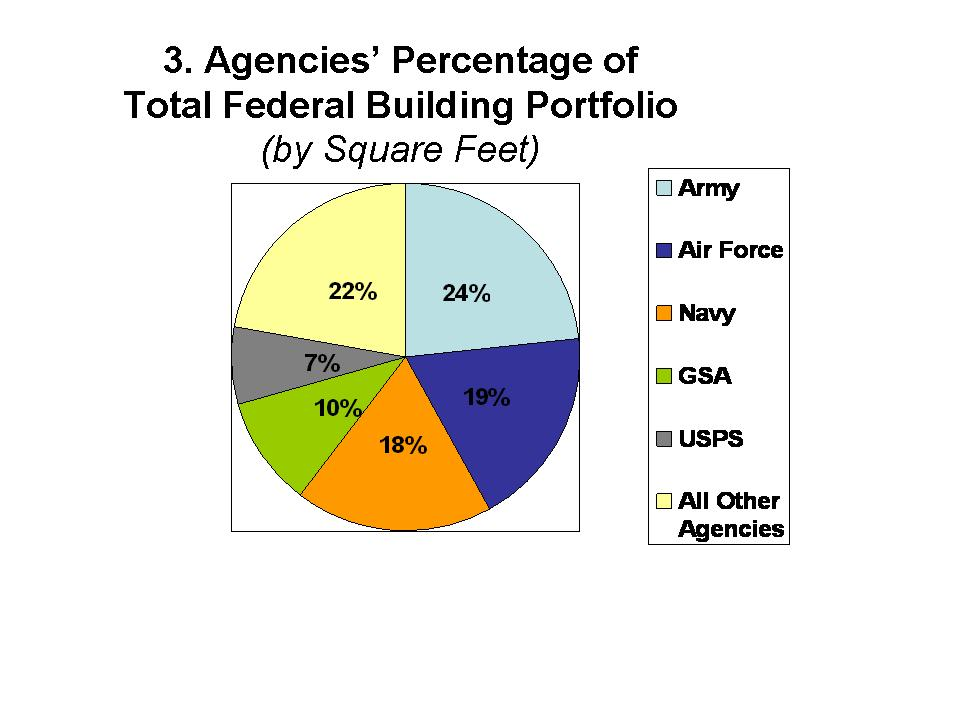 3. Agencies’ Percentage of
Total Federal Building Portfolio
(by Square Feet)
Army
Air Force
Navy
GSA
USPS
All Other
Agencies
22%
24%
7%
19%
10%
18%